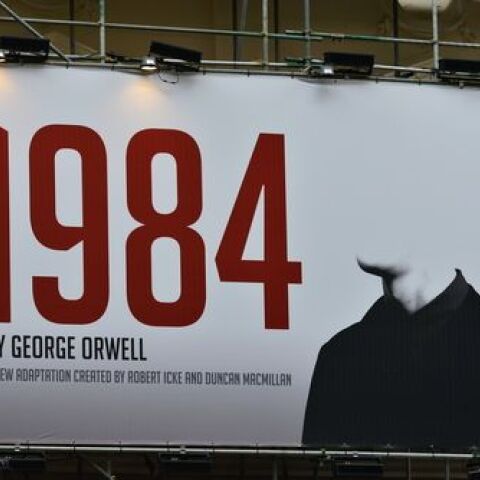 1984
Y GEORGE ORWELL
EW ADAPTATION CREATED BY ROBERT ICKE AND DUNCAN MACMILLAN